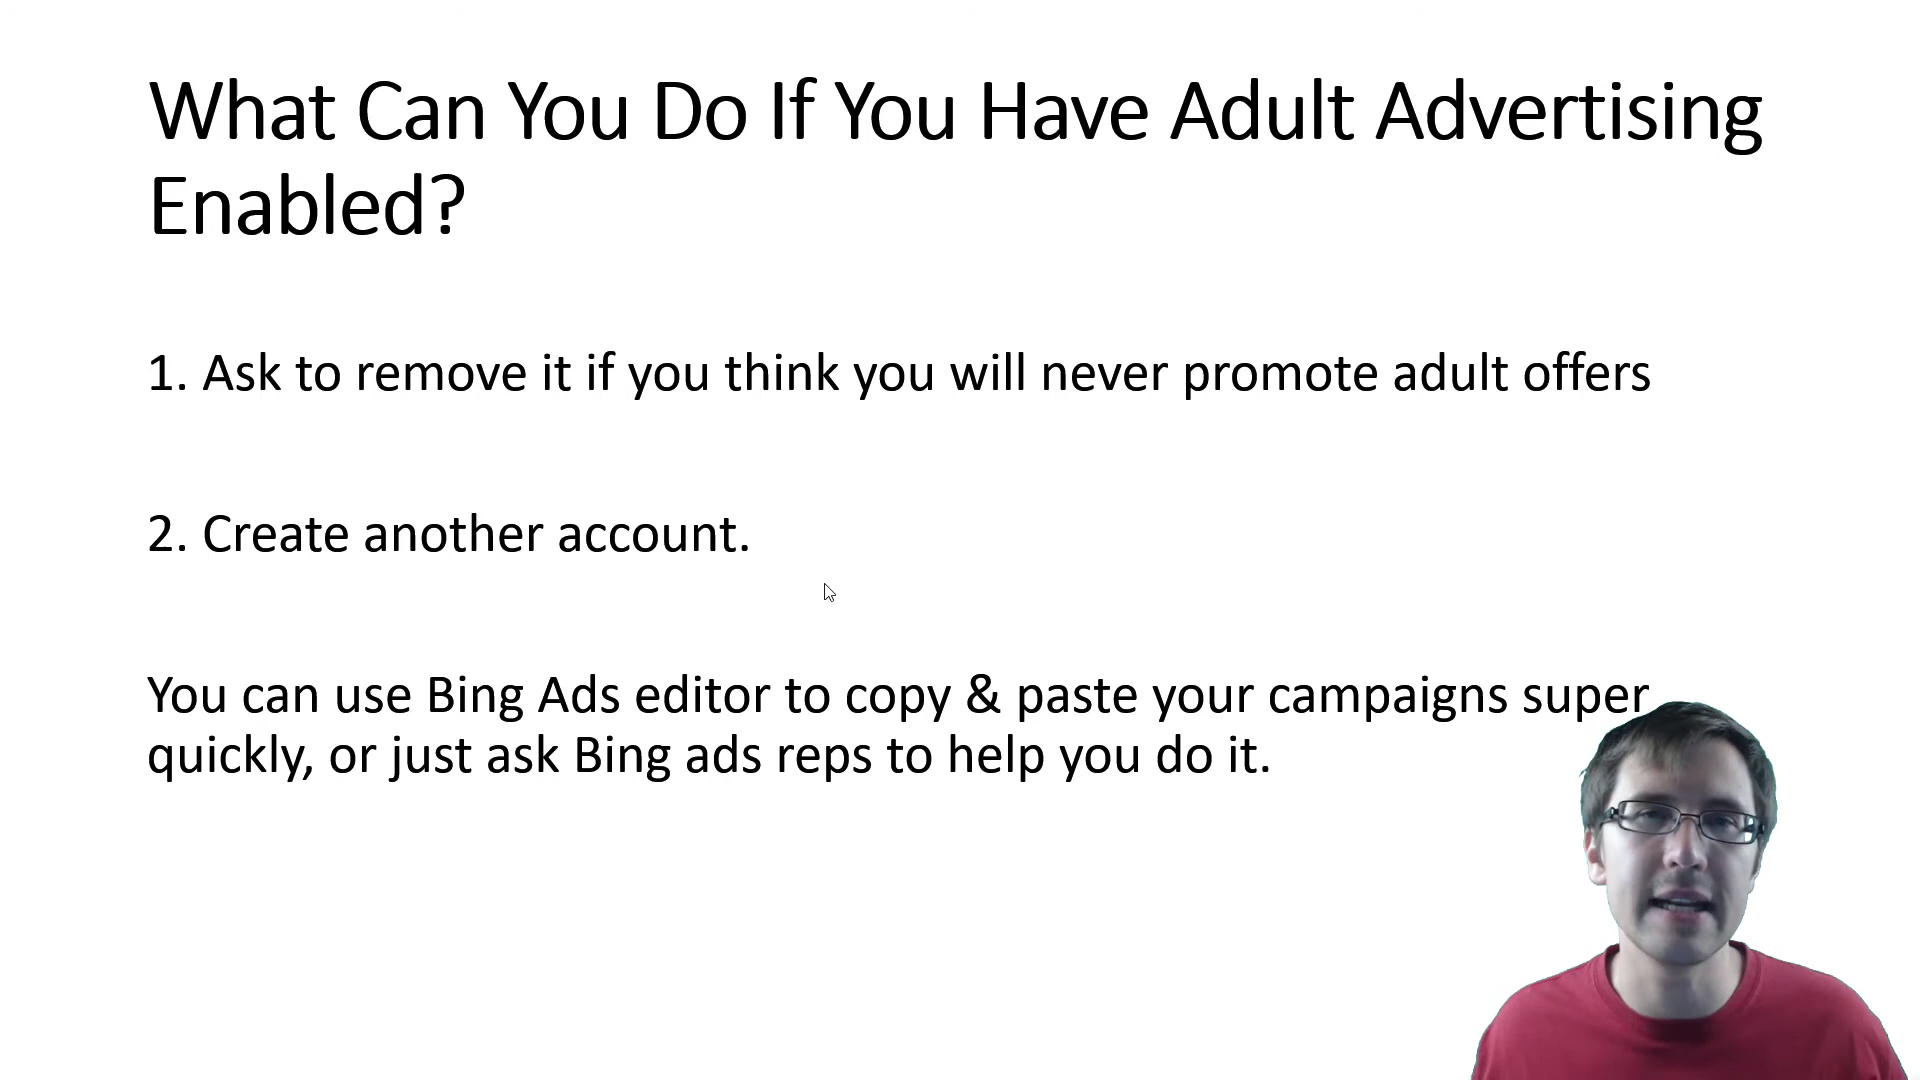 What Can You Do If You Have Adult Advertising
Enabled?
1. Ask to remove it if you think you will never promote adult offers
2. Create another account.
You can use Bing Ads editor to copy & paste your campaigns super
quickly, or just ask Bing ads reps to help you do it.